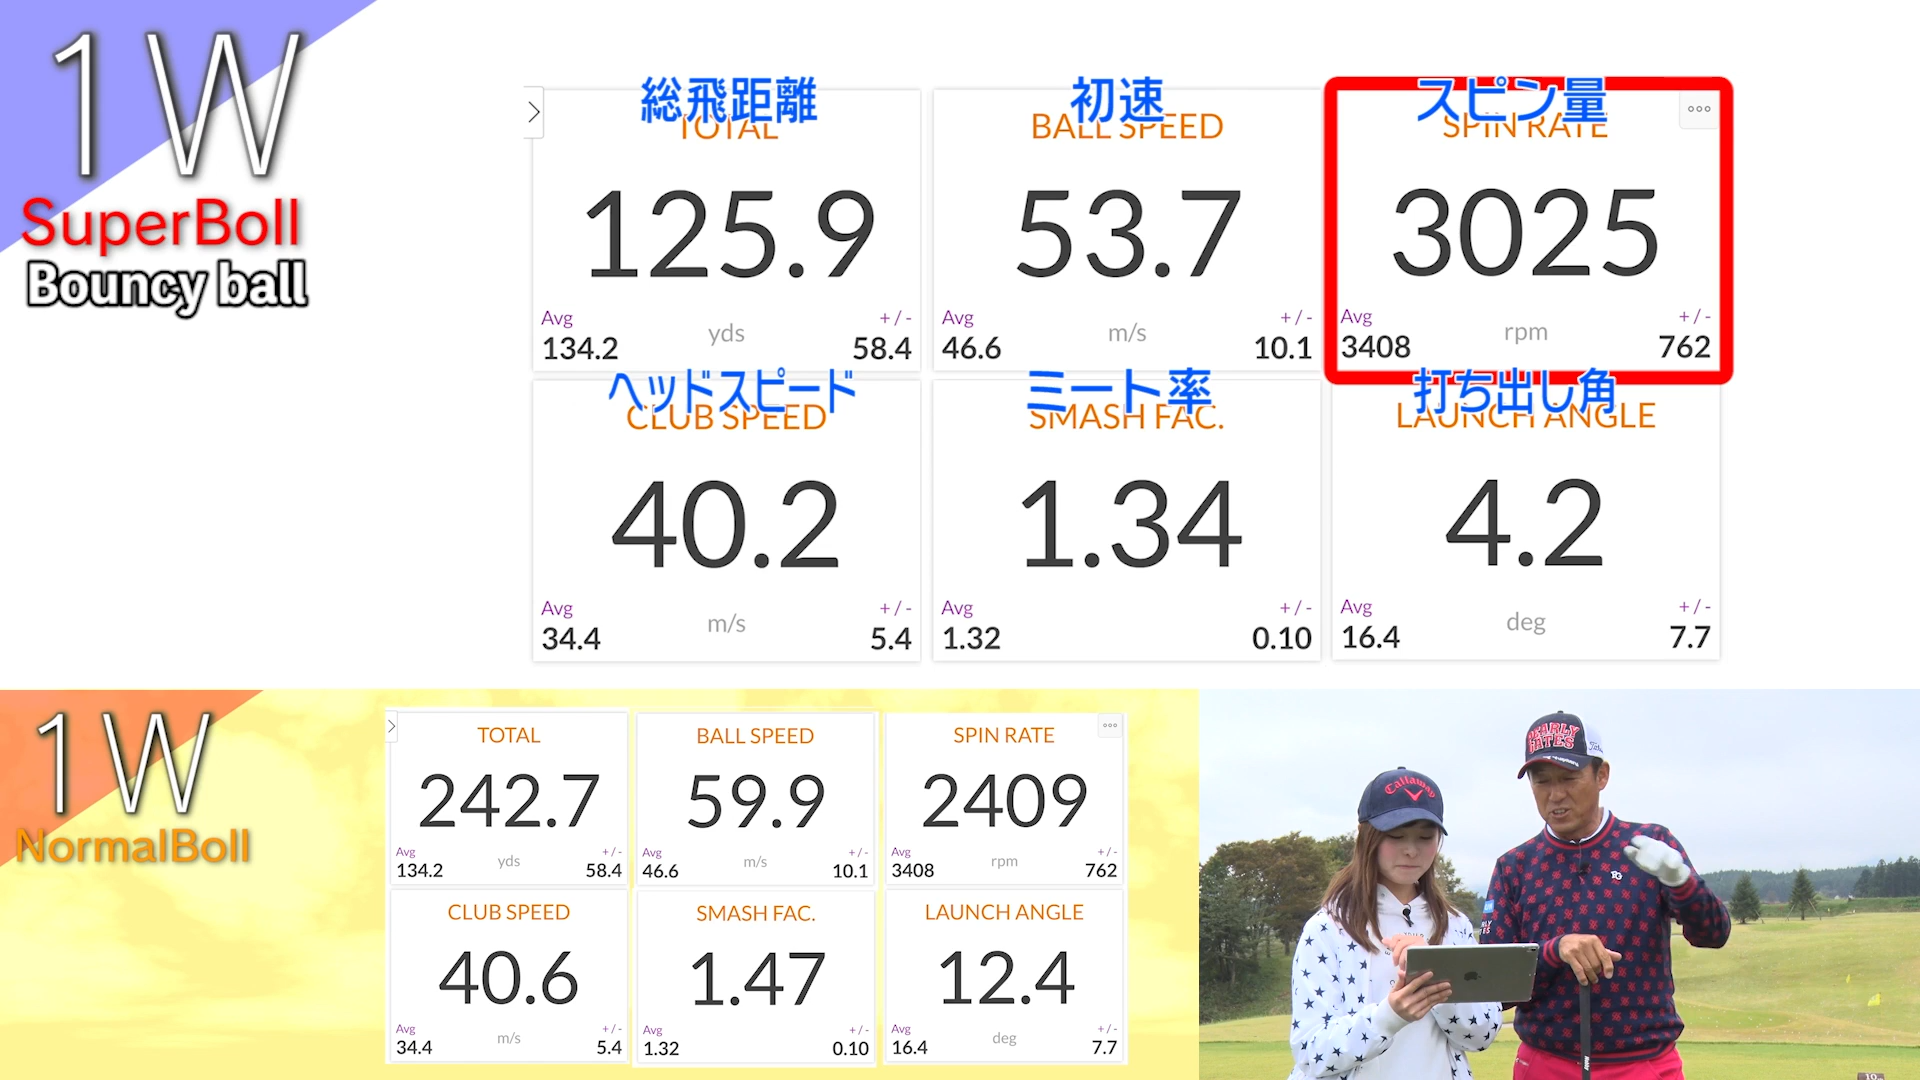 1W
SuperBoll
Bouncy ball
総飛距離
TOTAL
125.9
Avg
134.2
yds
+ / -
58.4
初速
BALL SPEED
53.7
Avg
46.6
m/s
+ / -
10.1
スピン量
SPIN RATE
3025
Avg
3408
rpm
+ / -
762
ヘッドスピード
CLUB SPEED
40.2
Avg
34.4
m/s
+ / -
5.4
ミート率
SMASH FAC.
1.34
Avg
1.32
+ / -
0.10
打ち出し角
LAUNCH ANGLE
4.2
Avg
16.4
deg
+ / -
7.7
1W
NormalBoll
TOTAL
242.7
Avg
134.2
yds
+ / -
58.4
BALL SPEED
59.9
Avg
46.6
m/s
+ / -
10.1
SPIN RATE
2409
Avg
3408
rpm
+ / -
762
CLUB SPEED
40.6
Avg
34.4
m/s
+ / -
5.4
SMASH FAC.
1.47
Avg
1.32
+ / -
0.10
LAUNCH ANGLE
12.4
Avg
16.4
deg
+ / -
7.7
Callaway
PEARLY
GATES
PG